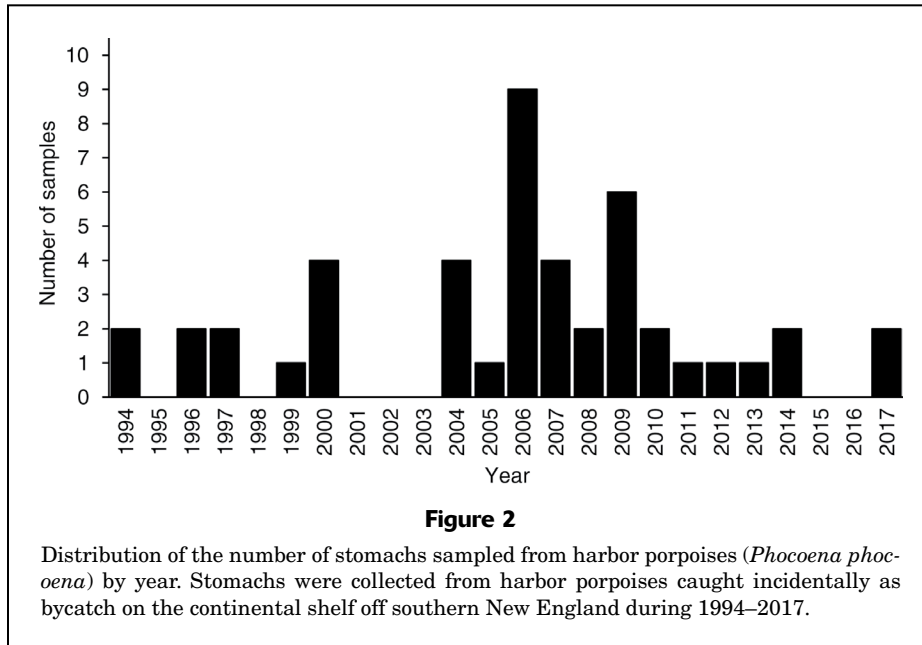 10
9
8
7
6
5
4
3
2
1
0
Number of samples
1994 1995 1996 1997 1998 1999 2000 2001 2002 2003 2004 2005 2006 2007 2008 2009 2010 2011 2012 2013 2014 2015 2016 2017
Year
Figure 2
Distribution of the number of stomachs sampled from harbor porpoises (Phocoena phoc-
oena) by year. Stomachs were collected from harbor porpoises caught incidentally as
bycatch on the continental shelf off southern New England during 1994–2017.